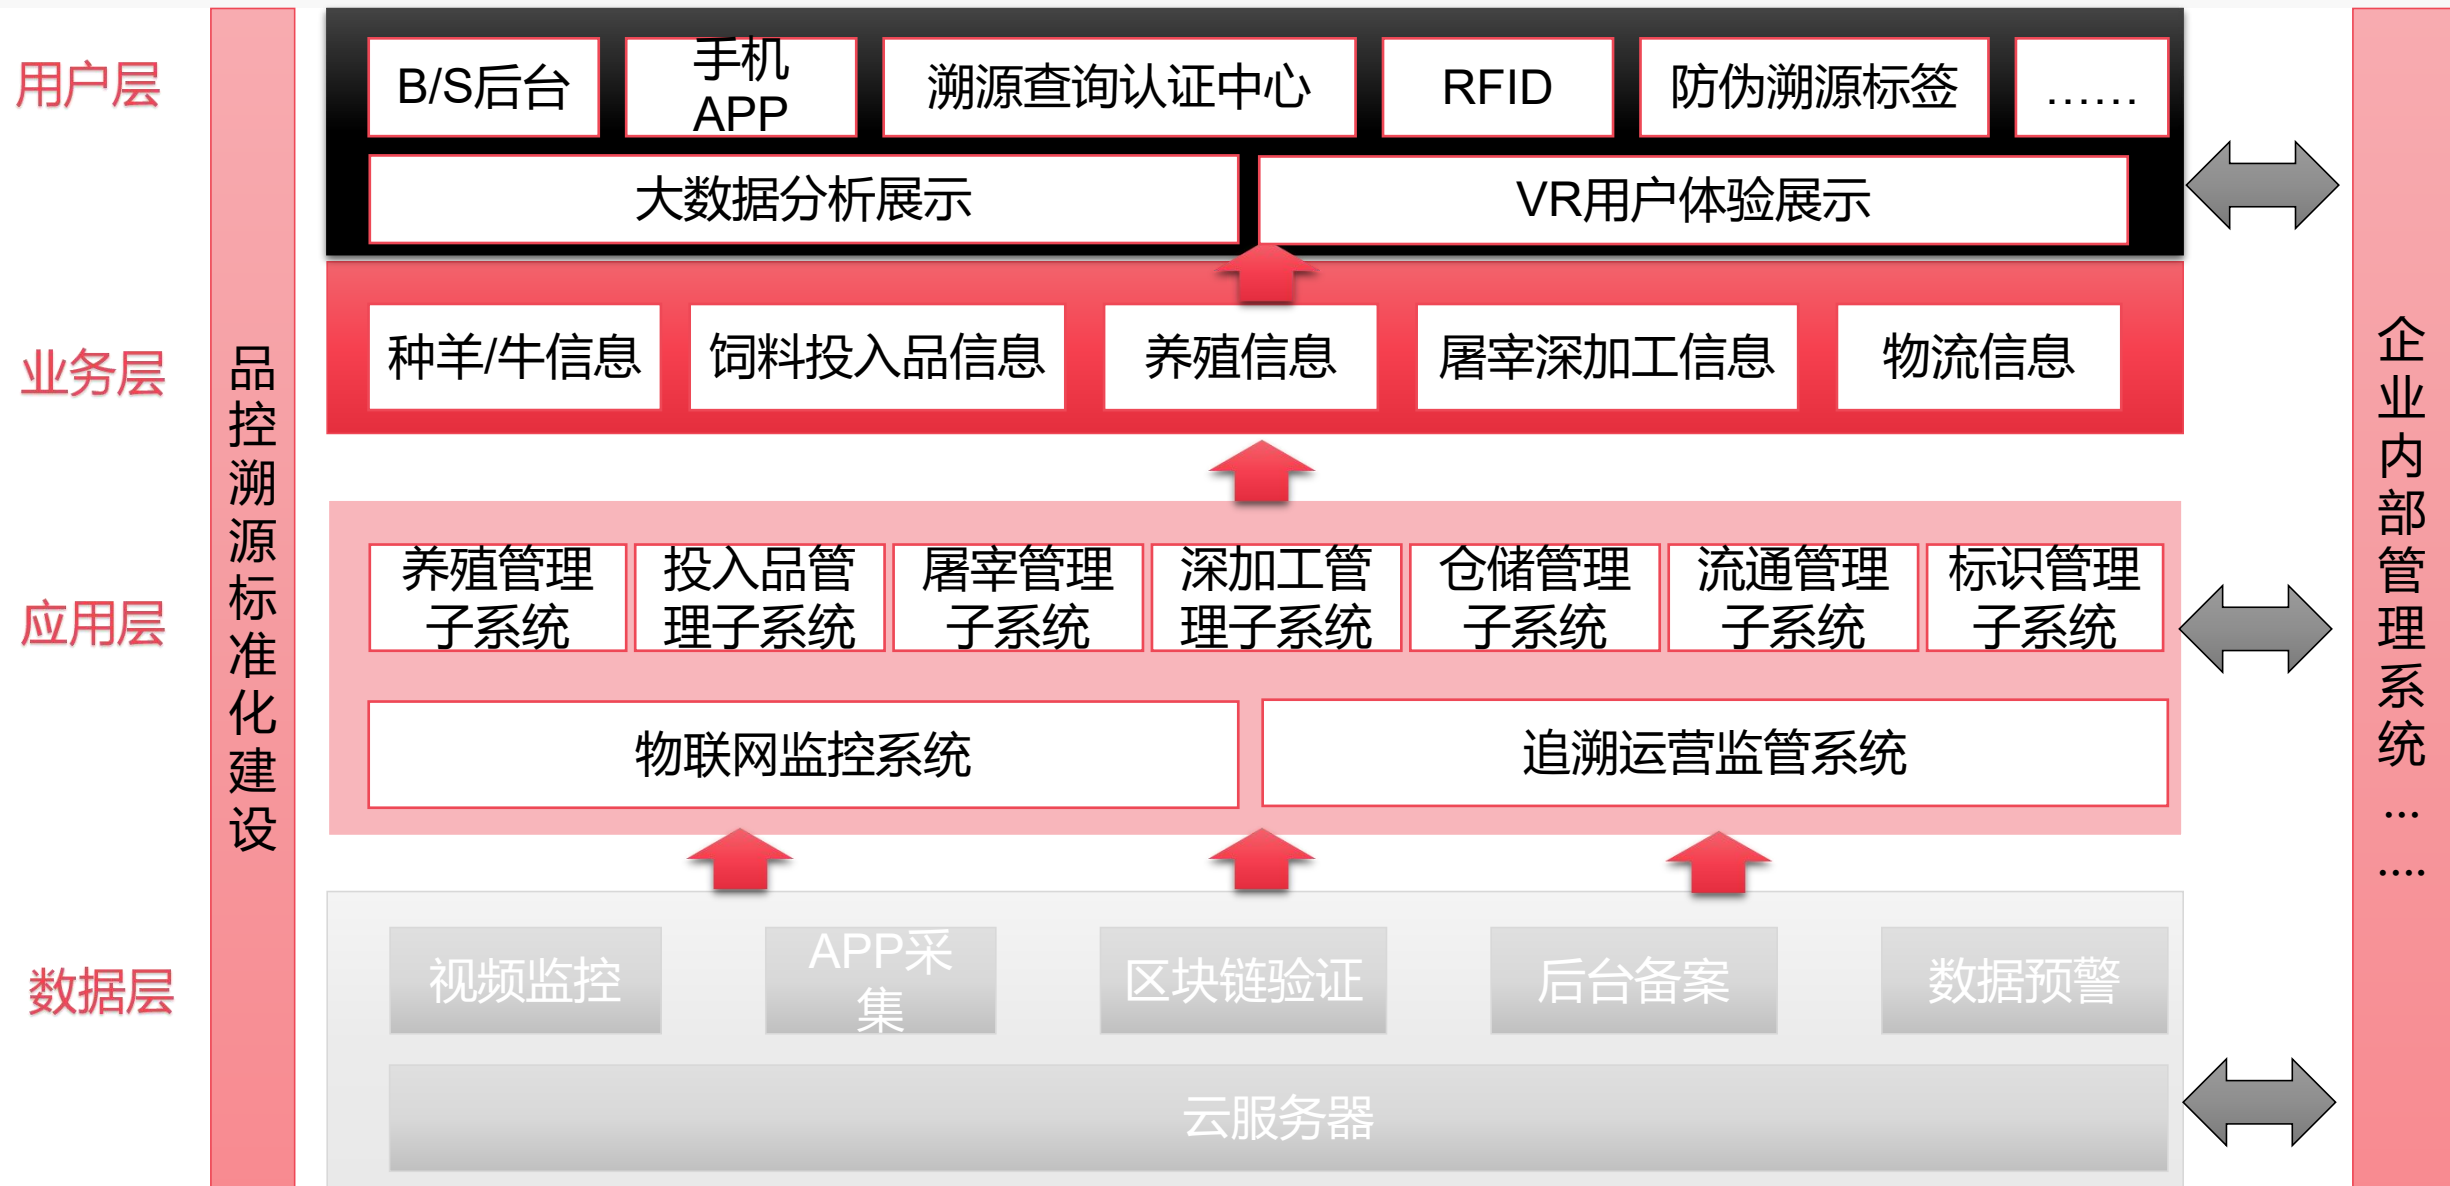 用户层
B/S后台
手机
APP
溯源查询认证中心
RFID
防伪溯源标签
……
大数据分析展示
VR用户体验展示
业务层
种羊/牛信息
饲料投入品信息
养殖信息
屠宰深加工信息
物流信息
应用层
养殖管理
子系统
投入品管
理子系统
屠宰管理
子系统
深加工管
理子系统
仓储管理
子系统
流通管理
子系统
标识管理
子系统
物联网监控系统
追溯运营监管系统
数据层
视频监控
APP采
集
区块链验证
后台备案
数据预警
云服务器
品控溯源标准化建设
企业内部管理系统…
….